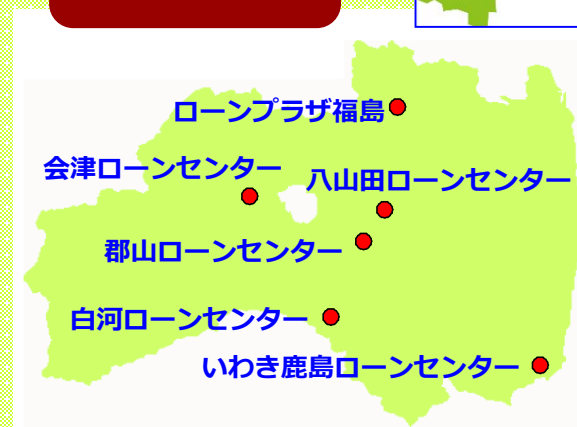 ローンプラザ福島
会津ローンセンター
八山田ローンセンター
郡山ローンセンター
白河ローンセンター
いわき鹿島ローンセンター